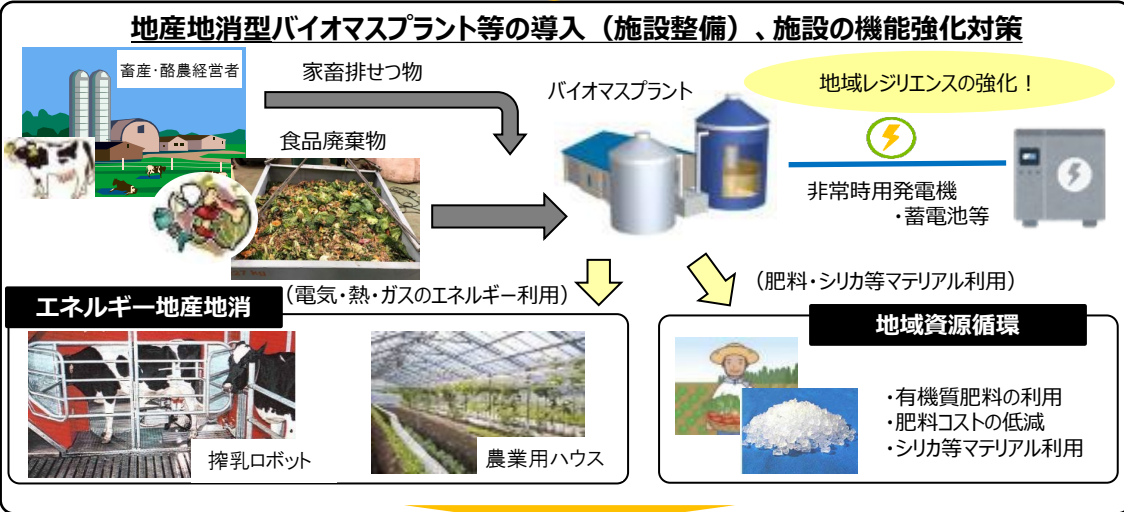 地産地消型バイオマスプラント等の導入（施設整備）、施設の機能強化対策
畜産・酪農経営者
家畜排せつ物
食品廃棄物
バイオマスプラント
地域レジリエンスの強化！
非常時用発電機
・蓄電池等
（電気・熱・ガスのエネルギー利用）
（肥料・シリカ等マテリアル利用）
エネルギー地産地消
搾乳ロボット
農業用ハウス
地域資源循環
・有機質肥料の利用
・肥料コストの低減
・シリカ等マテリアル利用